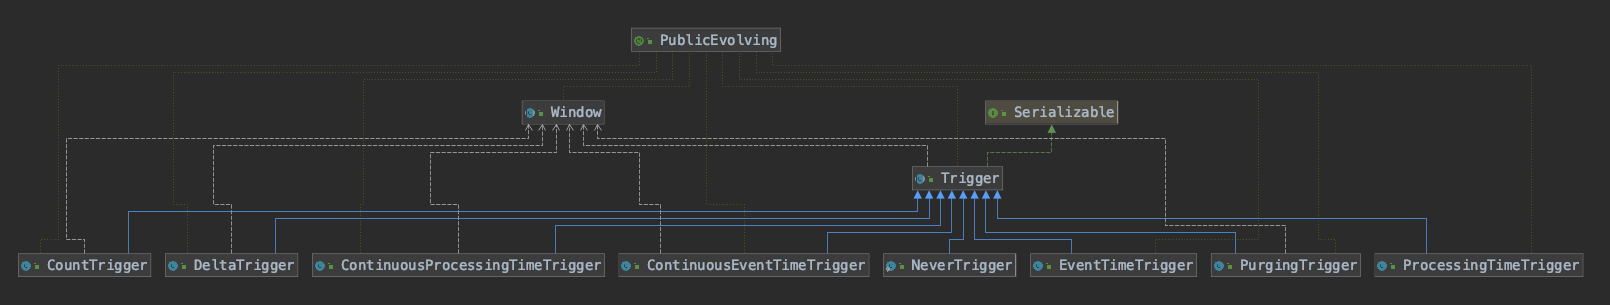 PublicEvolving
Window
Serializable
Trigger
CountTrigger
DeltaTrigger
ContinuousProcessingTimeTrigger
ContinuousEventTimeTrigger
NeverTrigger
EventTimeTrigger
PurgingTrigger
ProcessingTimeTrigger